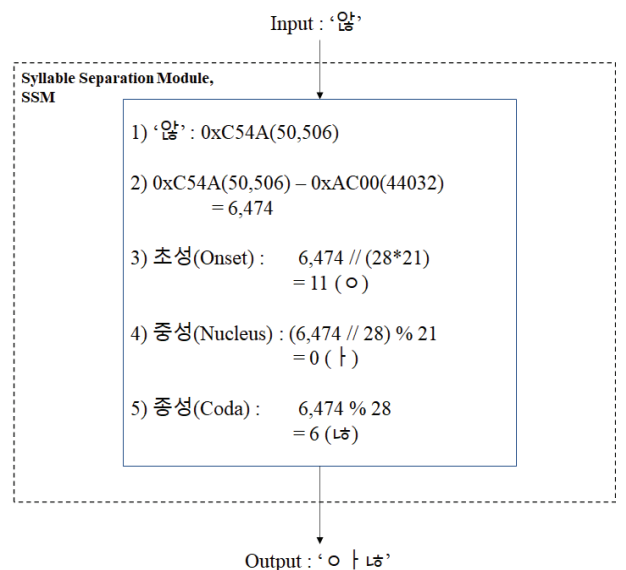 Input : ‘않’
Syllable Separation Module,
SSM
1) ‘않’ : 0xC54A(50,506)
2) 0xC54A(50,506) – 0xAC00(44032)
= 6,474
3) 초성(Onset) : 6,474 // (28*21)
= 11 (ㅇ)
4) 중성(Nucleus) : (6,474 // 28) % 21
= 0 (ㅏ)
5) 종성(Coda) : 6,474 % 28
= 6 (ㄶ)
Output : ‘ㅇㅏㄶ’